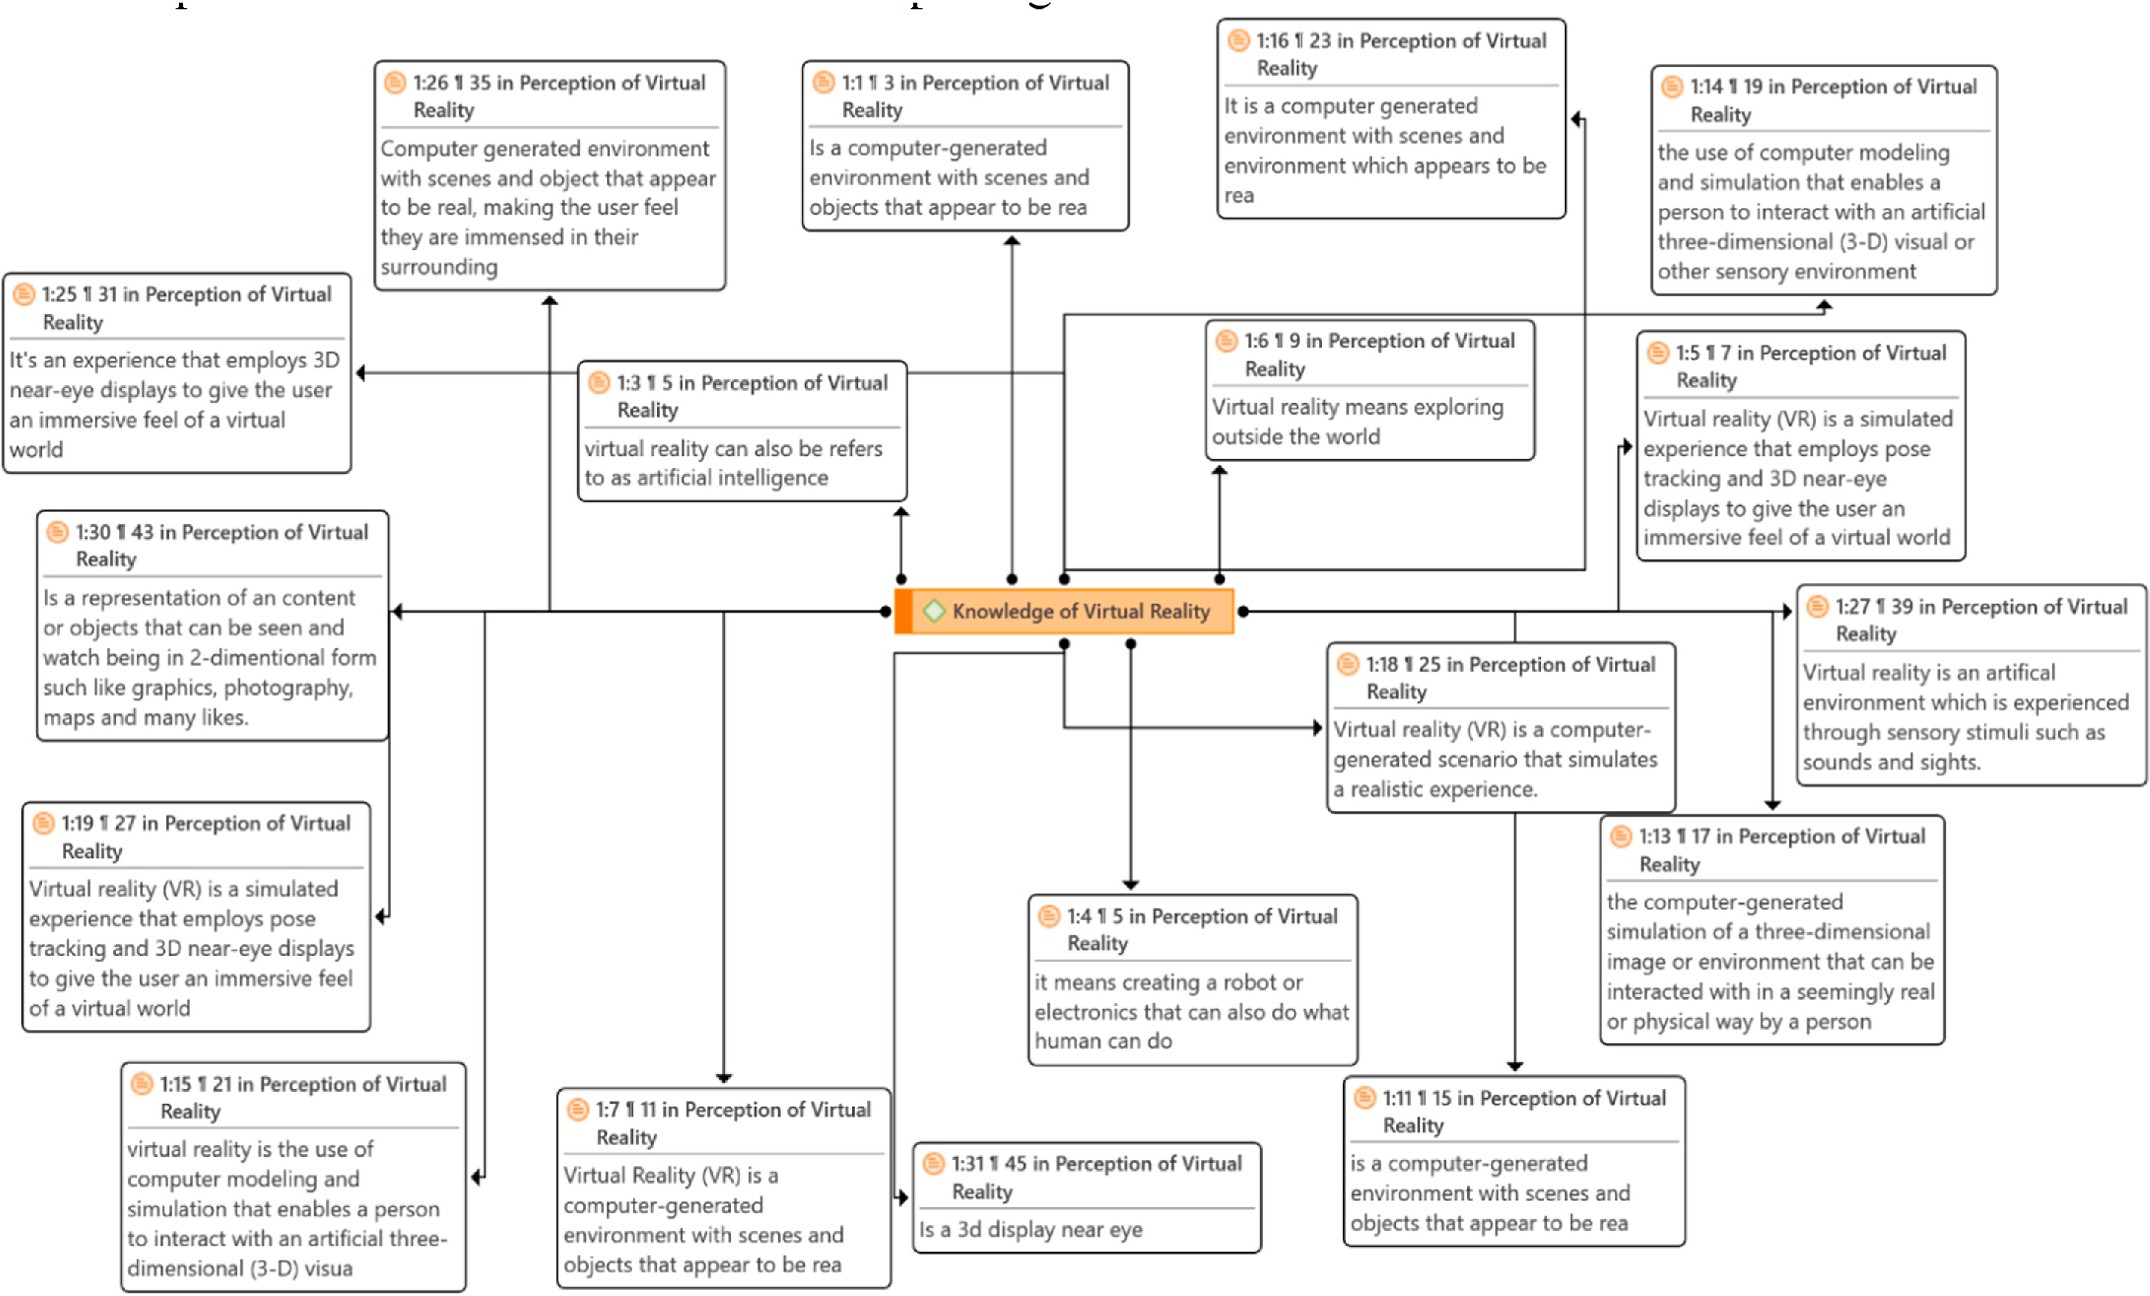 1:16 ¶ 23 in Perception of Virtual
Reality
It is a computer generated
environment with scenes and
environment which appears to be
rea
1:26 ¶ 35 in Perception of Virtual
Reality
Computer generated environment
with scenes and object that appear
to be real, making the user feel
they are immensed in their
surrounding
1:1 ¶ 3 in Perception of Virtual
Reality
Is a computer-generated
environment with scenes and
objects that appear to be rea
1:14 ¶ 19 in Perception of Virtual
Reality
the use of computer modeling
and simulation that enables a
person to interact with an artificial
three-dimensional (3-D) visual or
other sensory environment
1:25 ¶ 31 in Perception of Virtual
Reality
It's an experience that employs 3D
near-eye displays to give the user
an immersive feel of a virtual
world
1:3 ¶ 5 in Perception of Virtual
Reality
virtual reality can also be refers
to as artificial intelligence
1:6 ¶ 9 in Perception of Virtual
Reality
Virtual reality means exploring
outside the world
1:5 ¶ 7 in Perception of Virtual
Reality
Virtual reality (VR) is a simulated
experience that employs pose
tracking and 3D near-eye
displays to give the user an
immersive feel of a virtual world
1:30 ¶ 43 in Perception of Virtual
Reality
Is a representation of an content
or objects that can be seen and
watch being in 2-dimentional form
such like graphics, photography,
maps and many likes.
Knowledge of Virtual Reality
1:27 ¶ 39 in Perception of Virtual
Reality
Virtual reality is an artifical
environment which is experienced
through sensory stimuli such as
sounds and sights.
1:18 ¶ 25 in Perception of Virtual
Reality
Virtual reality (VR) is a computer-
generated scenario that simulates
a realistic experience.
1:19 ¶ 27 in Perception of Virtual
Reality
Virtual reality (VR) is a simulated
experience that employs pose
tracking and 3D near-eye displays
to give the user an immersive feel
of a virtual world
1:13 ¶ 17 in Perception of Virtual
Reality
the computer-generated
simulation of a three-dimensional
image or environment that can be
interacted with in a seemingly real
or physical way by a person
1:4 ¶ 5 in Perception of Virtual
Reality
it means creating a robot or
electronics that can also do what
human can do
1:15 ¶ 21 in Perception of Virtual
Reality
virtual reality is the use of
computer modeling and
simulation that enables a person
to interact with an artificial three-
dimensional (3-D) visua
1:7 ¶ 11 in Perception of Virtual
Reality
Virtual Reality (VR) is a
computer-generated
environment with scenes and
objects that appear to be rea
1:31 ¶ 45 in Perception of Virtual
Reality
Is a 3d display near eye
1:11 ¶ 15 in Perception of Virtual
Reality
is a computer-generated
environment with scenes and
objects that appear to be rea